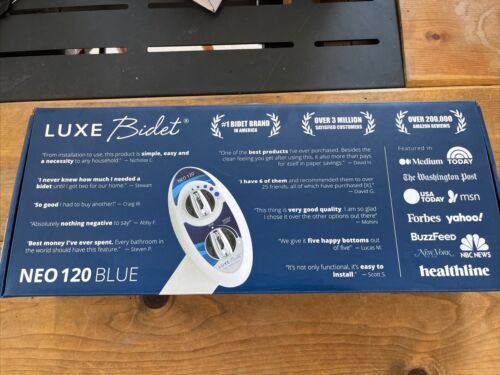 LUXE Bidet®
#1 BIDET BRAND
IN AMERICA
OVER 3 MILLION
SATISFIED CUSTOMERS
OVER 200,000
AMAZON REVIEWS
"From installation to use, this product is simple, easy and
a necessity to any household." — Nicholas C.
"I never knew how much I needed a
bidet until I got two for our home." — Stewart
"So good I had to buy another" — Craig W.
"Absolutely nothing negative to say" — Abby F.
"Best money I've ever spent. Every bathroom in
the world should have this feature." — Steven P.
NEO 120 BLUE
NEO 120
"One of the best products I've ever purchased. Besides the
clean feeling you get after using this, it also more than pays
for itself in paper savings." — David H.
"I have 6 of them and recommended them to over
25 friends, all of which have purchased [X]."
— David G.
"This thing is very good quality. I am so glad
I chose it over the other options out there"
— Mohini
"We give it five happy bottoms out
of five" — Lucas M.
"It's not only functional, it's easy to
install." — Scott S.
Featured in
Medium
TODAY
The Washington Post
USA TODAY
msn
Forbes
yahoo!
BuzzFeed
NEW YORK
NBC NEWS
healthline